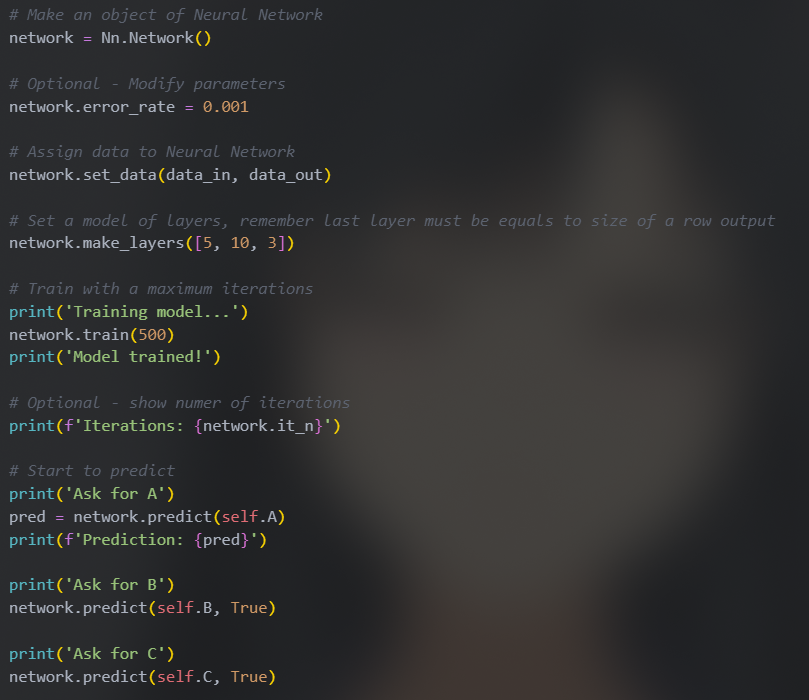 # Make an object of Neural Network
network = Nn.Network()
# Optional - Modify parameters
network.error_rate = 0.001
# Assign data to Neural Network
network.set_data(data_in, data_out)
# Set a model of layers, remember last layer must be equals to size of a row output
network.make_layers([5, 10, 3])
# Train with a maximum iterations
print('Training model...')
network.train(500)
print('Model trained!')
# Optional - show numer of iterations
print(f'Iterations: {network.it_n}')
# Start to predict
print('Ask for A')
pred = network.predict(self.A)
print(f'Prediction: {pred}')
print('Ask for B')
network.predict(self.B, True)
print('Ask for C')
network.predict(self.C, True)